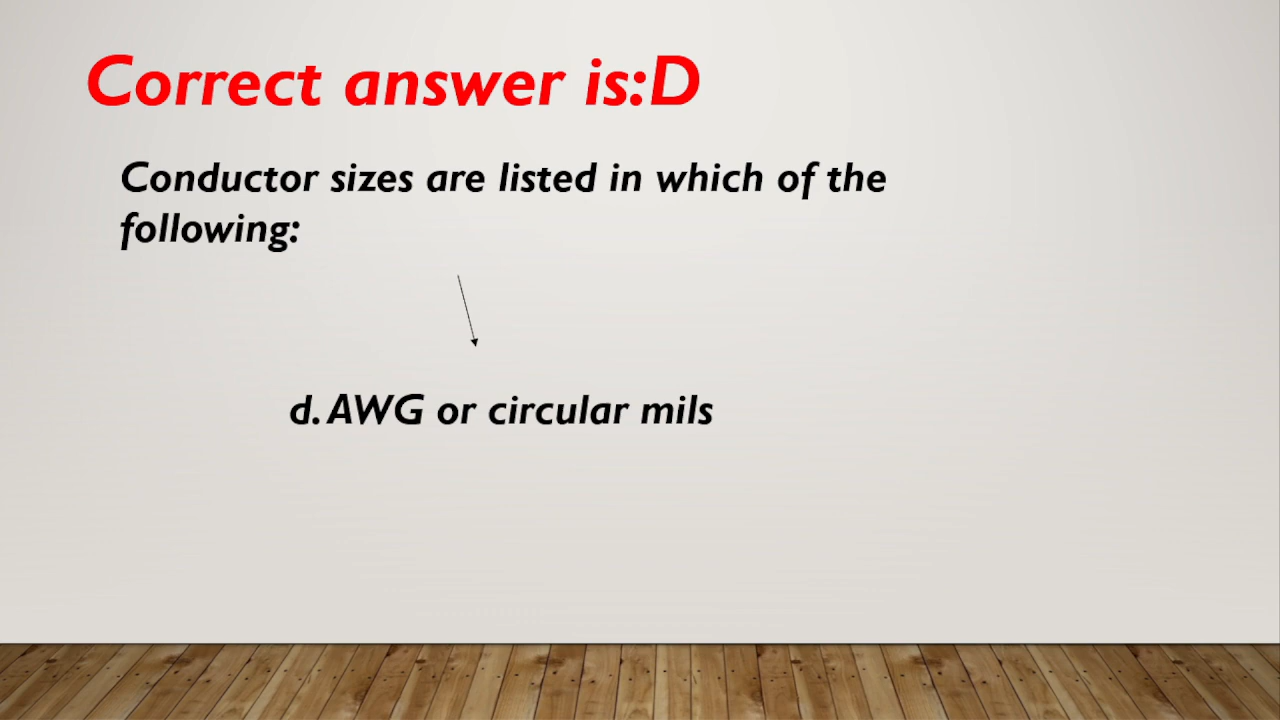 Correct answer is:D
Conductor sizes are listed in which of the
following:
d. AWG or circular mils